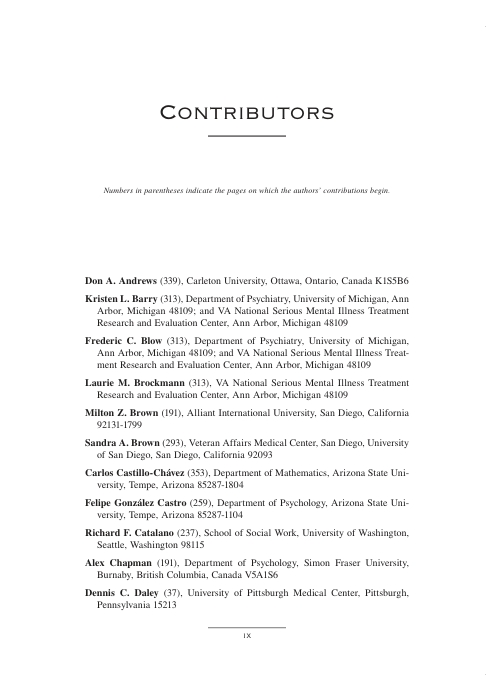 CONTRIBUTORS
Numbers in parentheses indicate the pages on which the authors' contributions begin.
Don A. Andrews (339), Carleton University, Ottawa, Ontario, Canada K1S5B6
Kristen L. Barry (313), Department of Psychiatry, University of Michigan, Ann
Arbor, Michigan 48109; and VA National Serious Mental Illness Treatment
Research and Evaluation Center, Ann Arbor, Michigan 48109
Frederic C. Blow (313), Department of Psychiatry, University of Michigan,
Ann Arbor, Michigan 48109; and VA National Serious Mental Illness Treat-
ment Research and Evaluation Center, Ann Arbor, Michigan 48109
Laurie M. Brockmann (313), VA National Serious Mental Illness Treatment
Research and Evaluation Center, Ann Arbor, Michigan 48109
Milton Z. Brown (191), Alliant International University, San Diego, California
92131-1799
Sandra A. Brown (293), Veteran Affairs Medical Center, San Diego, University
of San Diego, San Diego, California 92093
Carlos Castillo-Chávez (353), Department of Mathematics, Arizona State Uni-
versity, Tempe, Arizona 85287-1804
Felipe González Castro (259), Department of Psychology, Arizona State Uni-
versity, Tempe, Arizona 85287-1104
Richard F. Catalano (237), School of Social Work, University of Washington,
Seattle, Washington 98115
Alex Chapman (191), Department of Psychology, Simon Fraser University,
Burnaby, British Columbia, Canada V5A1S6
Dennis C. Daley (37), University of Pittsburgh Medical Center, Pittsburgh,
Pennsylvania 15213
IX